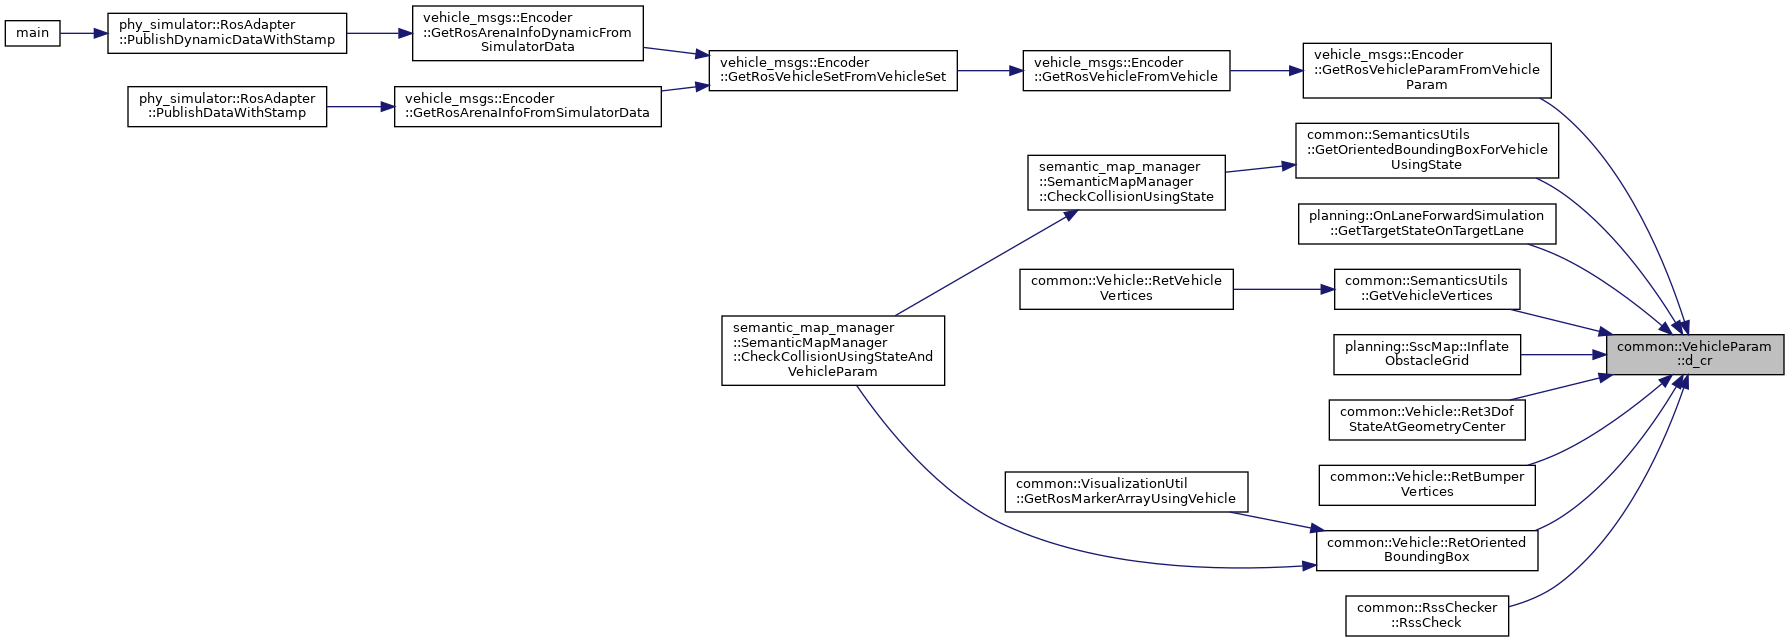 main
phy_simulator::RosAdapter
::PublishDynamicDataWithStamp
vehicle_msgs::Encoder
::GetRosArenaInfoDynamicFrom
SimulatorData
phy_simulator::RosAdapter
::PublishDataWithStamp
vehicle_msgs::Encoder
::GetRosArenaInfoFromSimulatorData
vehicle_msgs::Encoder
::GetRosVehicleSetFromVehicleSet
vehicle_msgs::Encoder
::GetRosVehicleFromVehicle
vehicle_msgs::Encoder
::GetRosVehicleParamFromVehicle
Param
common::SemanticsUtils
::GetOrientedBoundingBoxForVehicle
UsingState
semantic_map_manager
::SemanticMapManager
::CheckCollisionUsingState
planning::OnLaneForwardSimulation
::GetTargetStateOnTargetLane
common::Vehicle::RetVehicle
Vertices
common::SemanticsUtils
::GetVehicleVertices
semantic_map_manager
::SemanticMapManager
::CheckCollisionUsingStateAnd
VehicleParam
planning::SscMap::Inflate
ObstacleGrid
common::VehicleParam
::d_cr
common::Vehicle::Ret3Dof
StateAtGeometryCenter
common::Vehicle::RetBumper
Vertices
common::VisualizationUtil
::GetRosMarkerArrayUsingVehicle
common::Vehicle::RetOriented
BoundingBox
common::RssChecker
::RssCheck